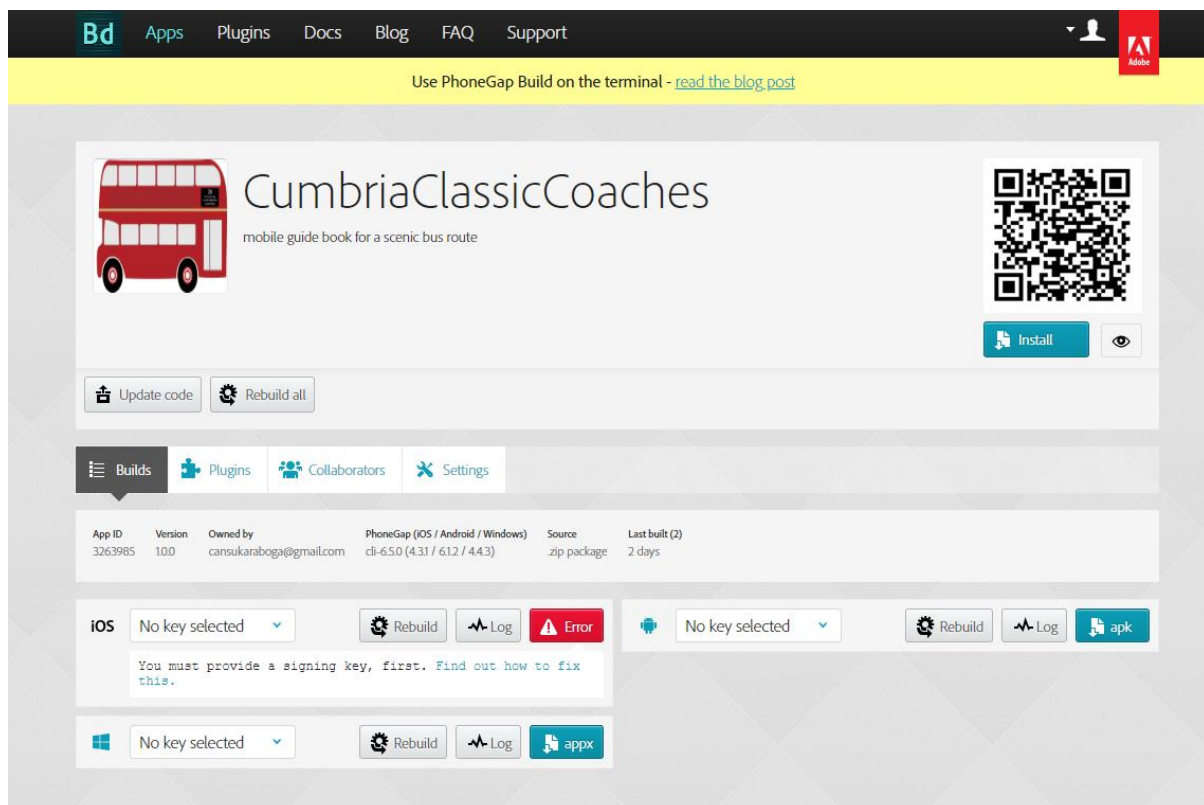 Bd Apps Plugins Docs Blog FAQ Support
Adobe
Use PhoneGap Build on the terminal - read the blog post
CumbriaClassicCoaches
mobile guide book for a scenic bus route
Install
Update code Rebuild all
Builds Plugins Collaborators Settings
App ID Version Owned by PhoneGap (iOS / Android / Windows) Source Last built (2)
3263985 1.0.0 cansukaraboga@gmail.com cli-6.5.0 (4.3.1 / 6.1.2 / 4.4.3) .zip package 2 days
iOS No key selected Rebuild Log Error No key selected Rebuild Log apk
You must provide a signing key, first. Find out how to fix
this.
No key selected Rebuild Log appx